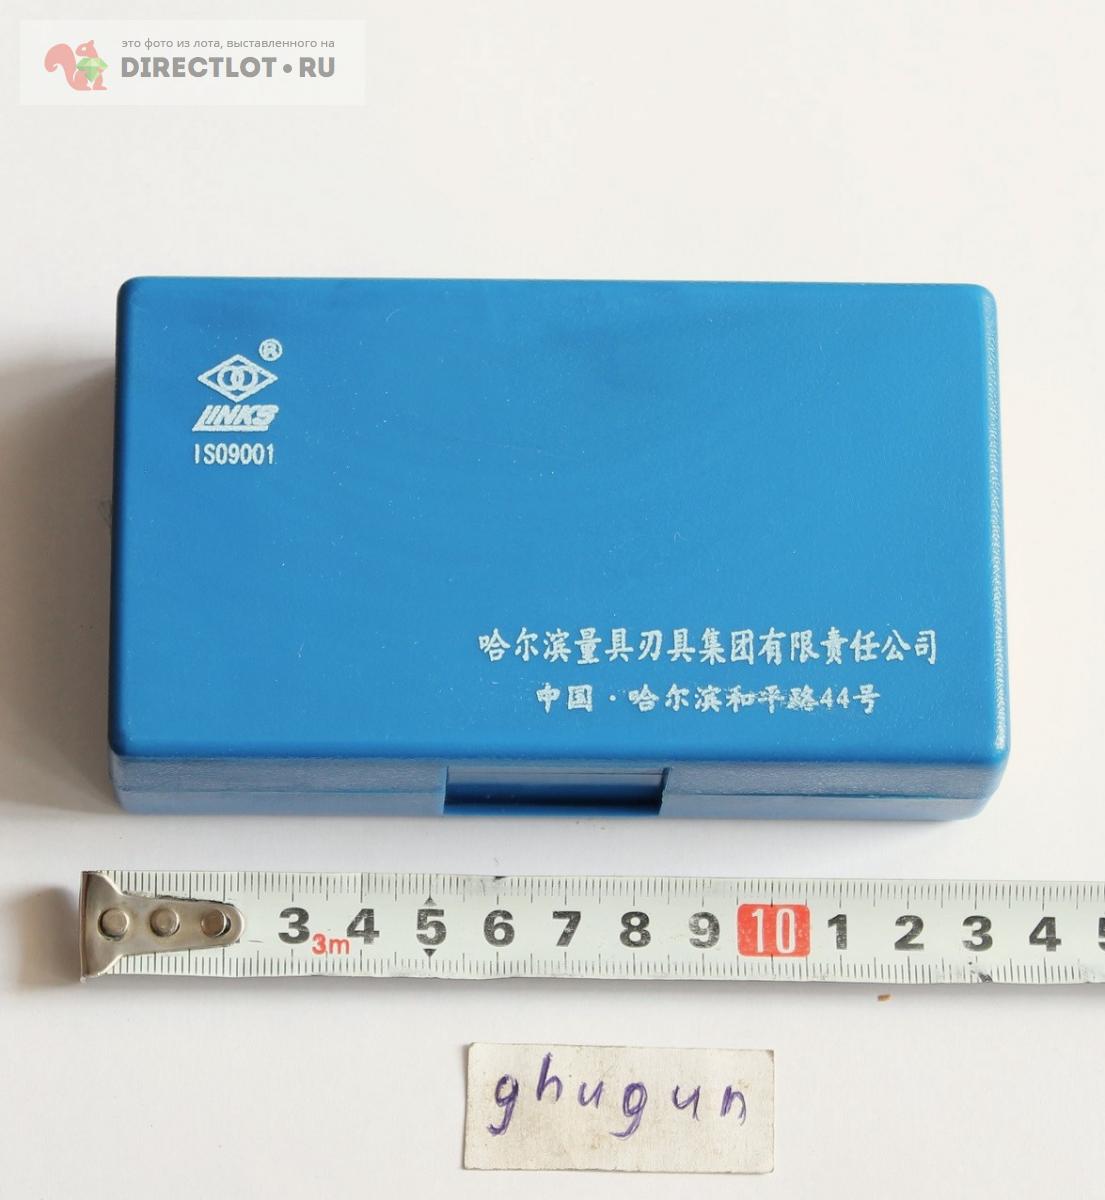 это фото из лота, выставленного на
DIRECTLOT•RU
®
LINKS
ISO9001
哈尔滨量具刃具集团有限责任公司
中国·哈尔滨和平路44号
3 4 5 6 7 8 9 10 1 2 3 4 5
3m
ghugun